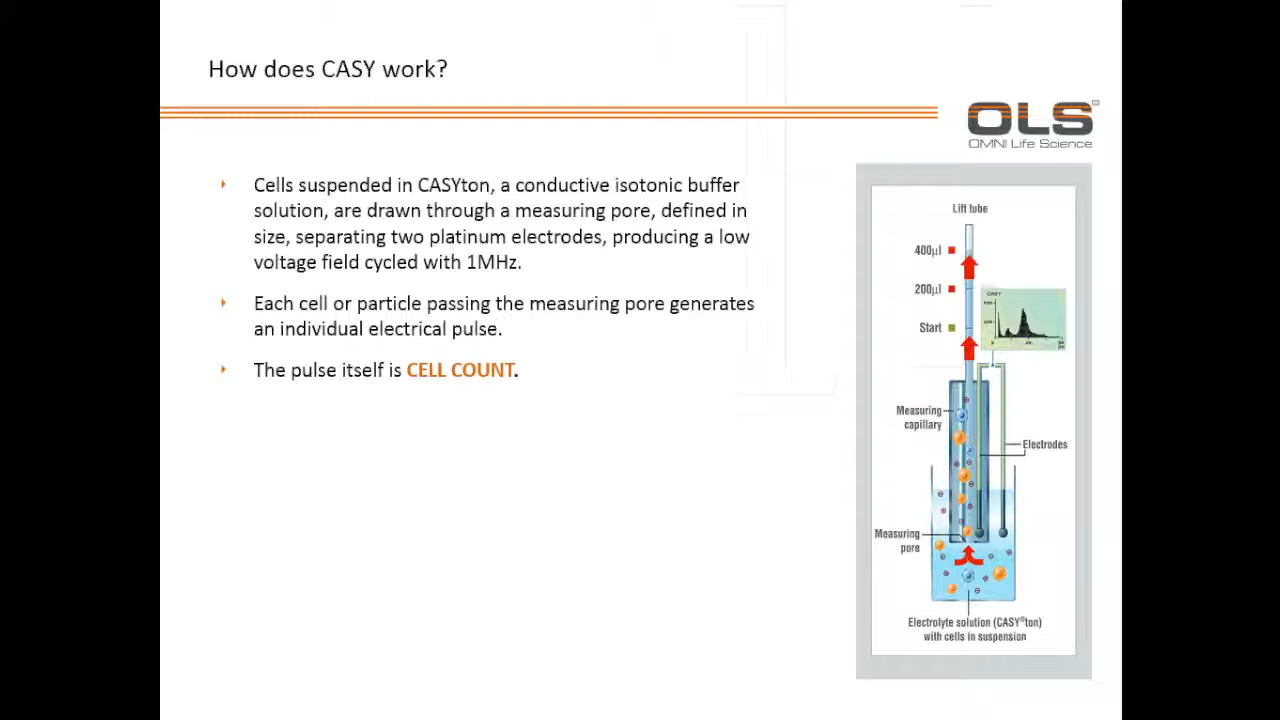 How does CASY work?
OLS
OMNI Life Science
Cells suspended in CASYton, a conductive isotonic buffer
solution, are drawn through a measuring pore, defined in
size, separating two platinum electrodes, producing a low
voltage field cycled with 1MHz.
Each cell or particle passing the measuring pore generates
an individual electrical pulse.
The pulse itself is CELL COUNT.
Lift tube
400µl
200µl
Start
CASY
Measuring
capillary
Electrodes
Measuring
pore
Electrolyte solution (CASY®ton)
with cells in suspension